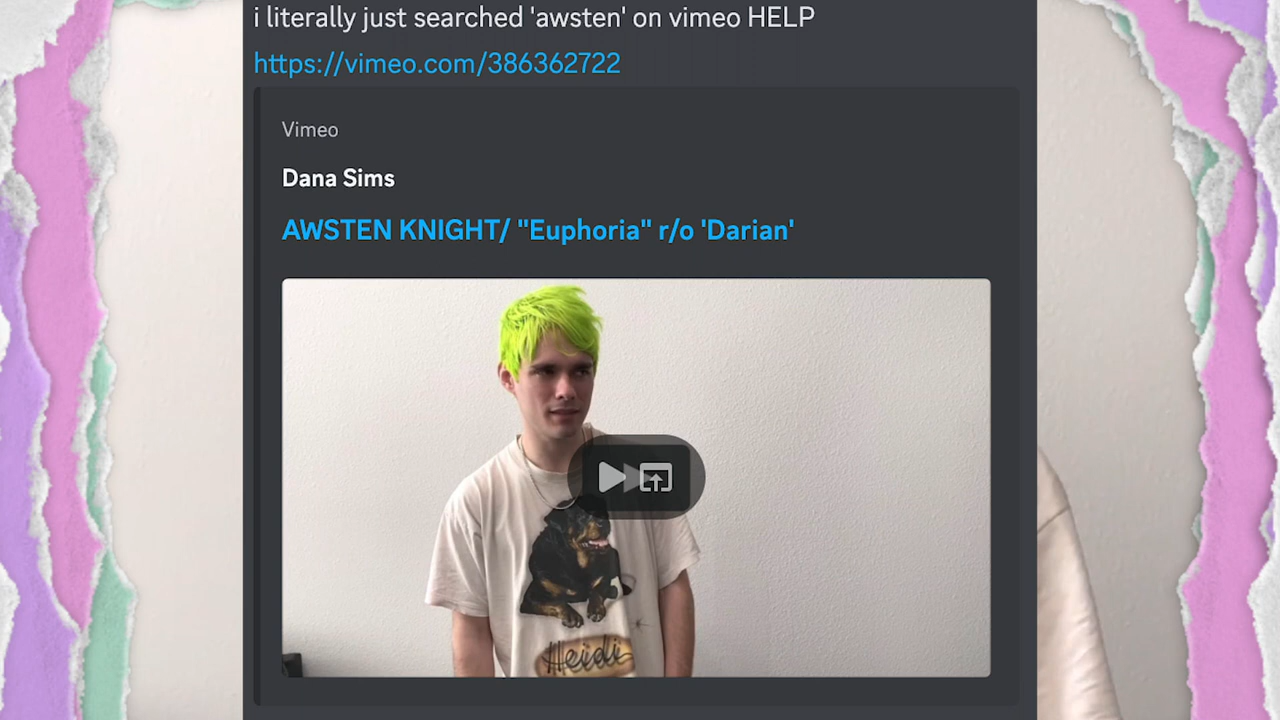 i literally just searched 'awsten' on vimeo HELP
https://vimeo.com/386362722
Vimeo
Dana Sims
AWSTEN KNIGHT/ "Euphoria" r/o 'Darian'
Heidi